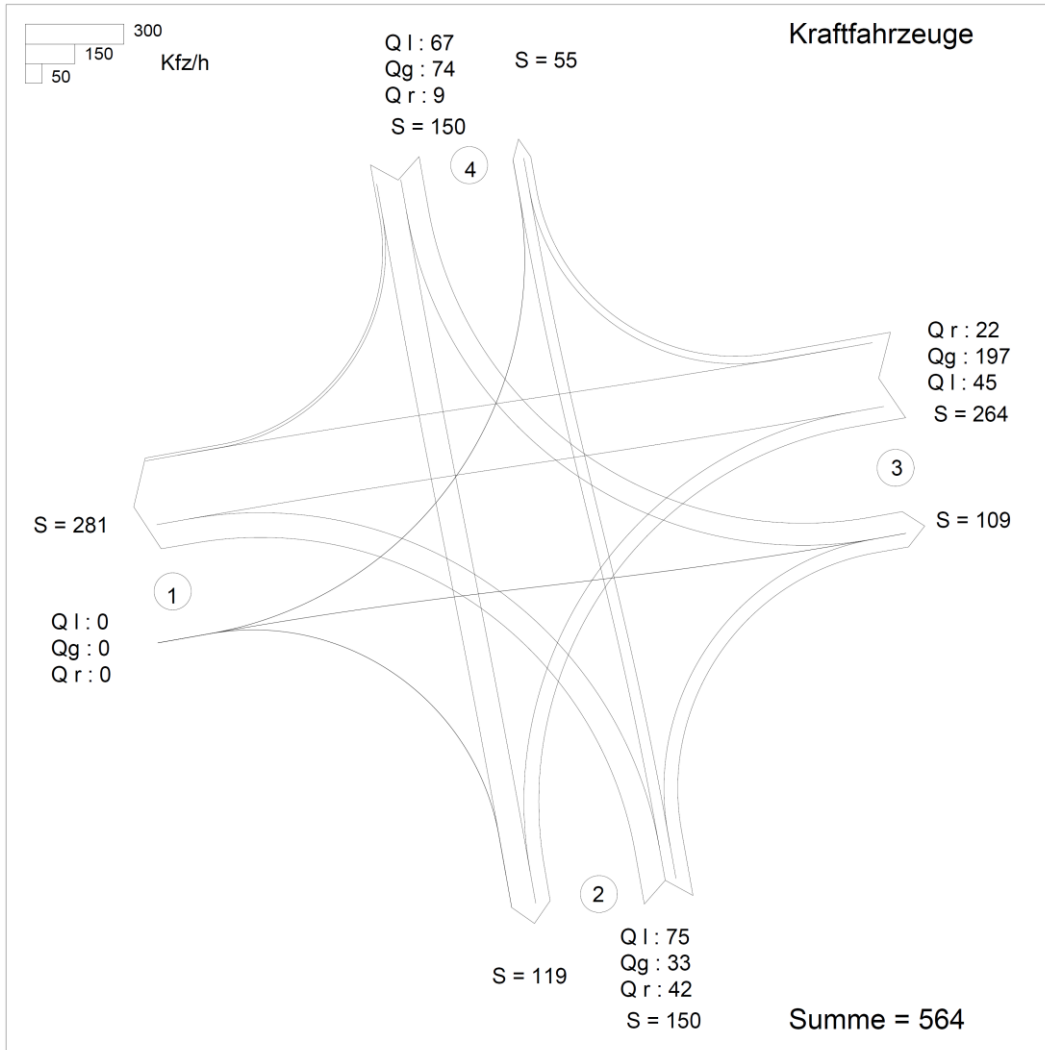 300
150
50
Kfz/h
Kraftfahrzeuge
Q l : 67
Qg : 74
Q r : 9
S = 150
S = 55
4
Q r : 22
Qg : 197
Q l : 45
S = 264
3
S = 109
S = 281
1
Q l : 0
Qg : 0
Q r : 0
2
S = 119
Q l : 75
Qg : 33
Q r : 42
S = 150
Summe = 564